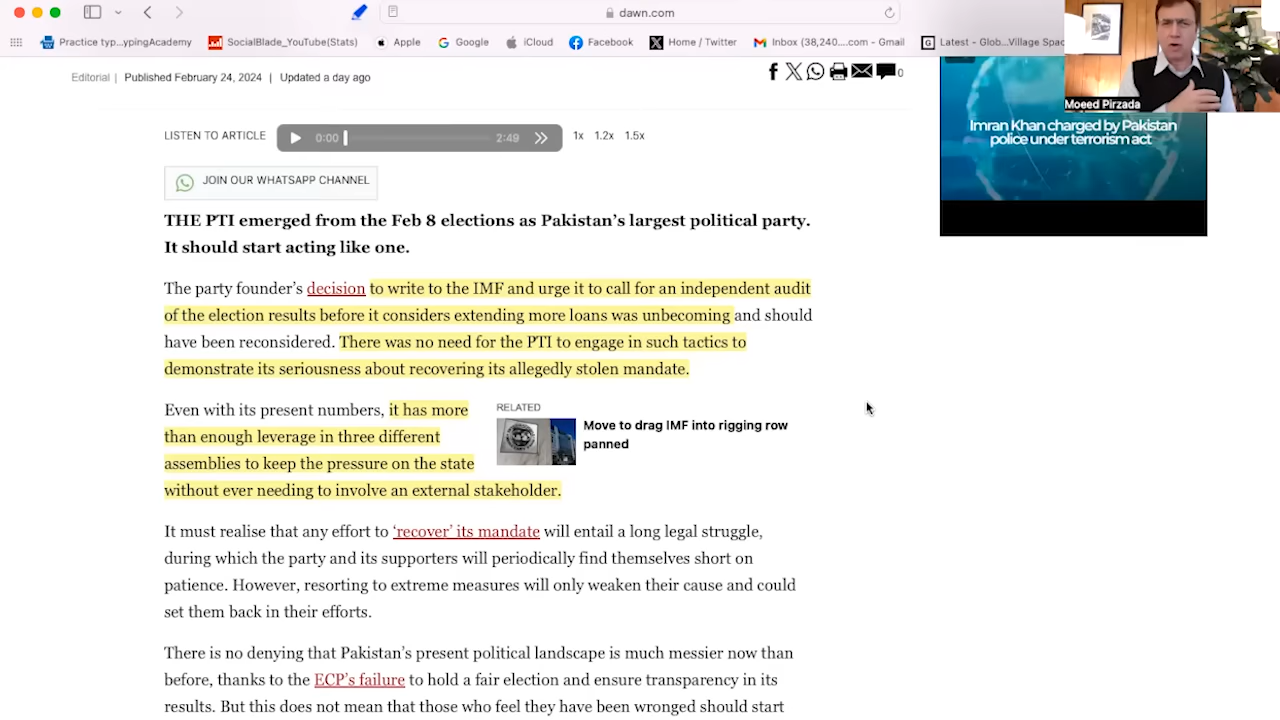 dawn.com
Practice typ...ypingAcademy
SocialBlade_YouTube(Stats)
Apple
Google
iCloud
Facebook
Home / Twitter
Inbox (38,240....com - Gmail
Latest - Glob...Village Spac
Moeed Pirzada
Editorial | Published February 24, 2024 | Updated a day ago
0
Imran Khan charged by Pakistan
police under terrorism act
LISTEN TO ARTICLE
0:00
2:49
1x 1.2x 1.5x
JOIN OUR WHATSAPP CHANNEL
THE PTI emerged from the Feb 8 elections as Pakistan's largest political party.
It should start acting like one.
The party founder's decision to write to the IMF and urge it to call for an independent audit
of the election results before it considers extending more loans was unbecoming and should
have been reconsidered. There was no need for the PTI to engage in such tactics to
demonstrate its seriousness about recovering its allegedly stolen mandate.
Even with its present numbers, it has more
than enough leverage in three different
assemblies to keep the pressure on the state
without ever needing to involve an external stakeholder.
RELATED
Move to drag IMF into rigging row
panned
It must realise that any effort to ‘recover’ its mandate will entail a long legal struggle,
during which the party and its supporters will periodically find themselves short on
patience. However, resorting to extreme measures will only weaken their cause and could
set them back in their efforts.
There is no denying that Pakistan's present political landscape is much messier now than
before, thanks to the ECP's failure to hold a fair election and ensure transparency in its
results. But this does not mean that those who feel they have been wronged should start